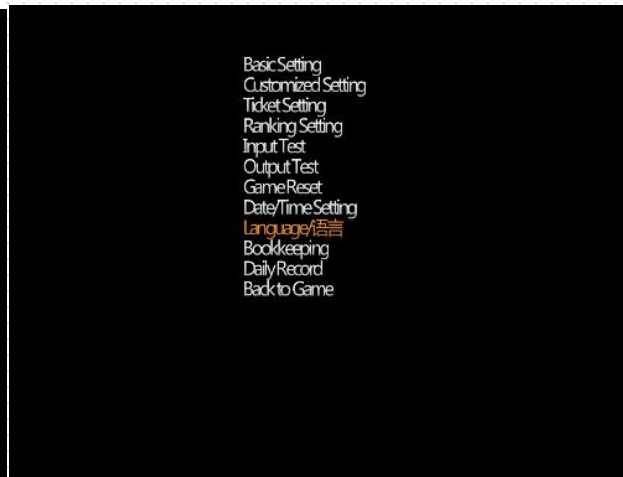 Basic Setting
Customized Setting
Ticket Setting
Ranking Setting
Input Test
Output Test
Game Reset
Date/Time Setting
Language/语言
Bookkeeping
Daily Record
Back to Game